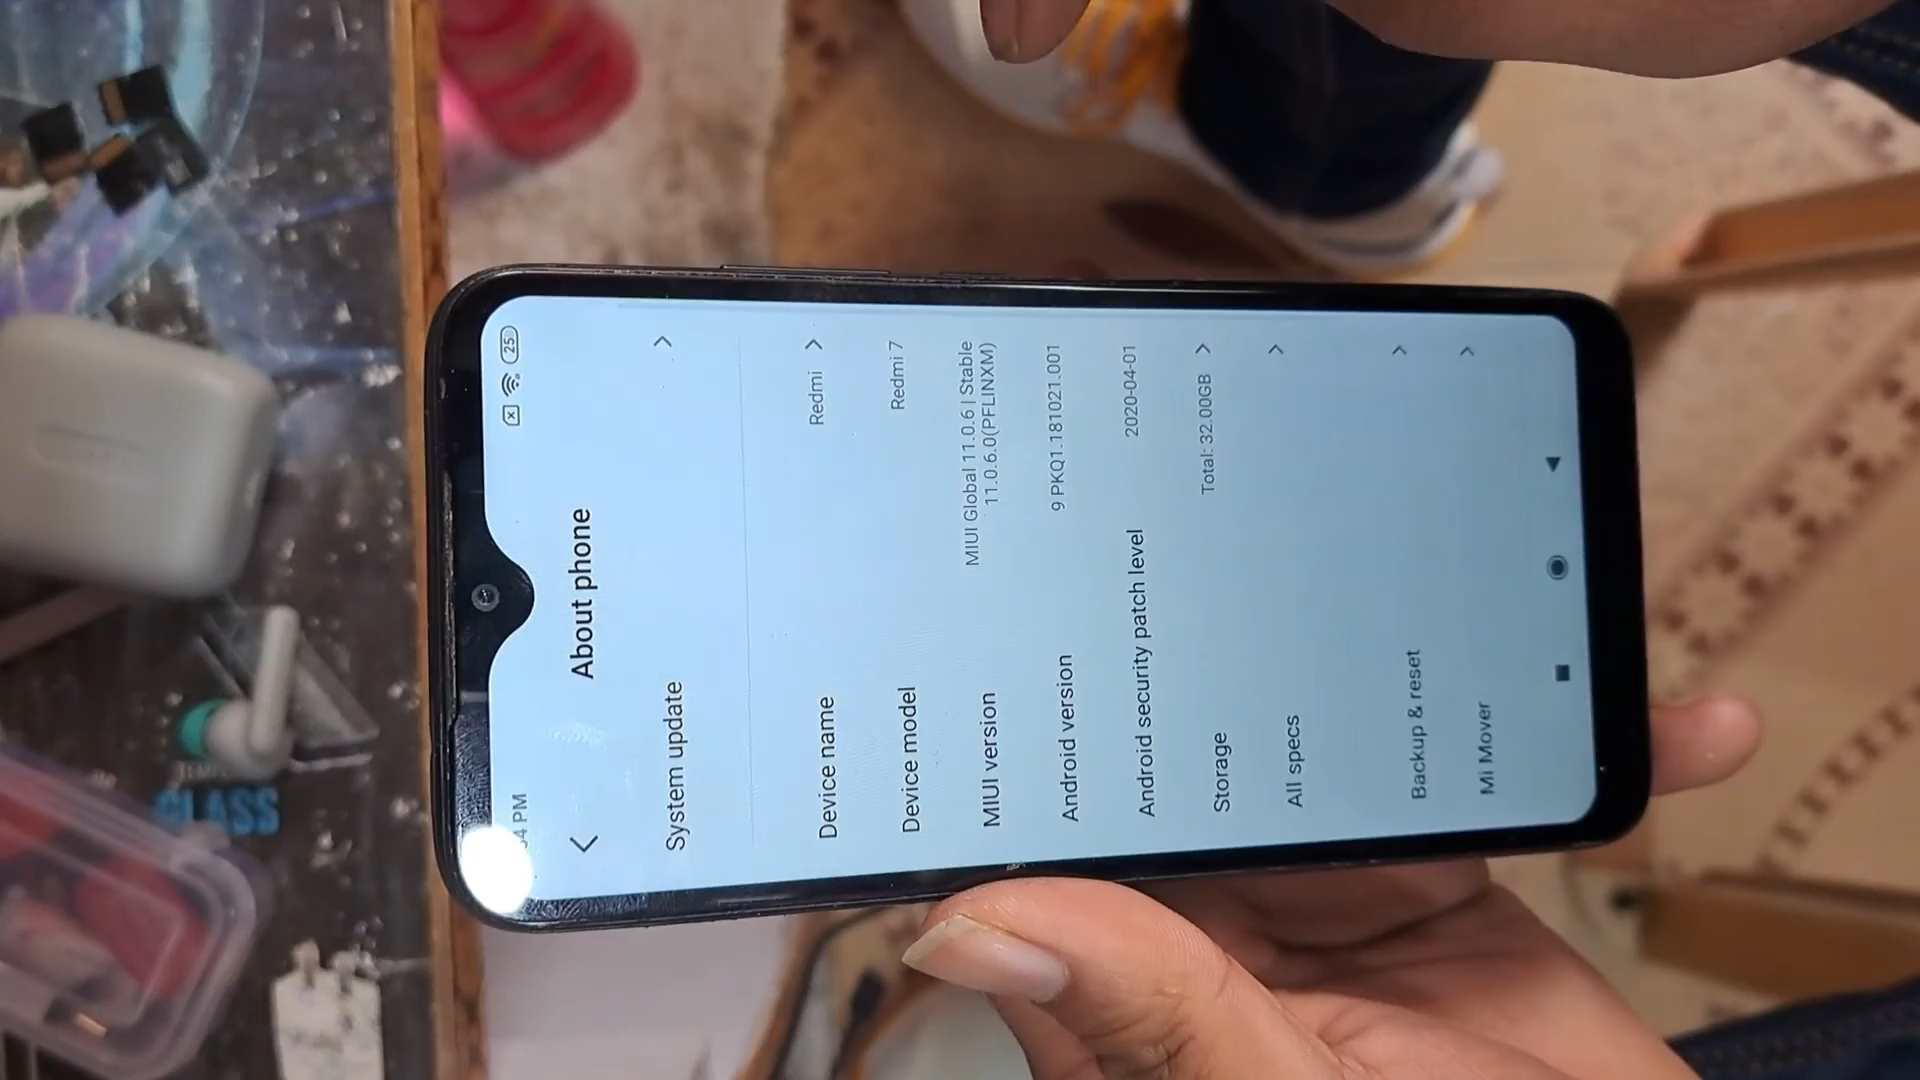 25
About phone
System update
Device name
Redmi
Device model
Redmi 7
MIUI version
MIUI Global 11.0.6 | Stable
11.0.6.0(PFLINXM)
Android version
9 PKQ1.181021.001
Android security patch level
2020-04-01
Storage
Total: 32.00GB
All specs
Backup & reset
Mi Mover
GLASS